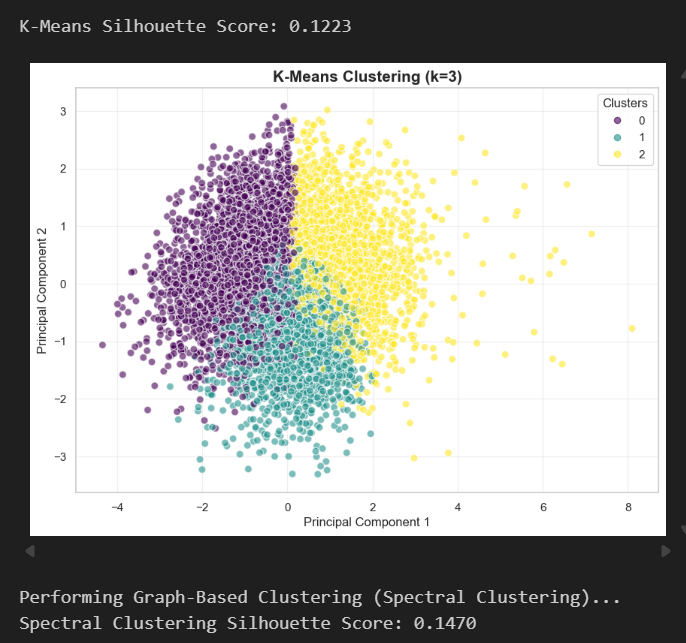 K-Means Silhouette Score: 0.1223
K-Means Clustering (k=3)
Clusters
0
1
2
3
2
1
0
−1
−2
−3
Principal Component 2
−4 −2 0 2 4 6 8
Principal Component 1
Performing Graph-Based Clustering (Spectral Clustering)...
Spectral Clustering Silhouette Score: 0.1470